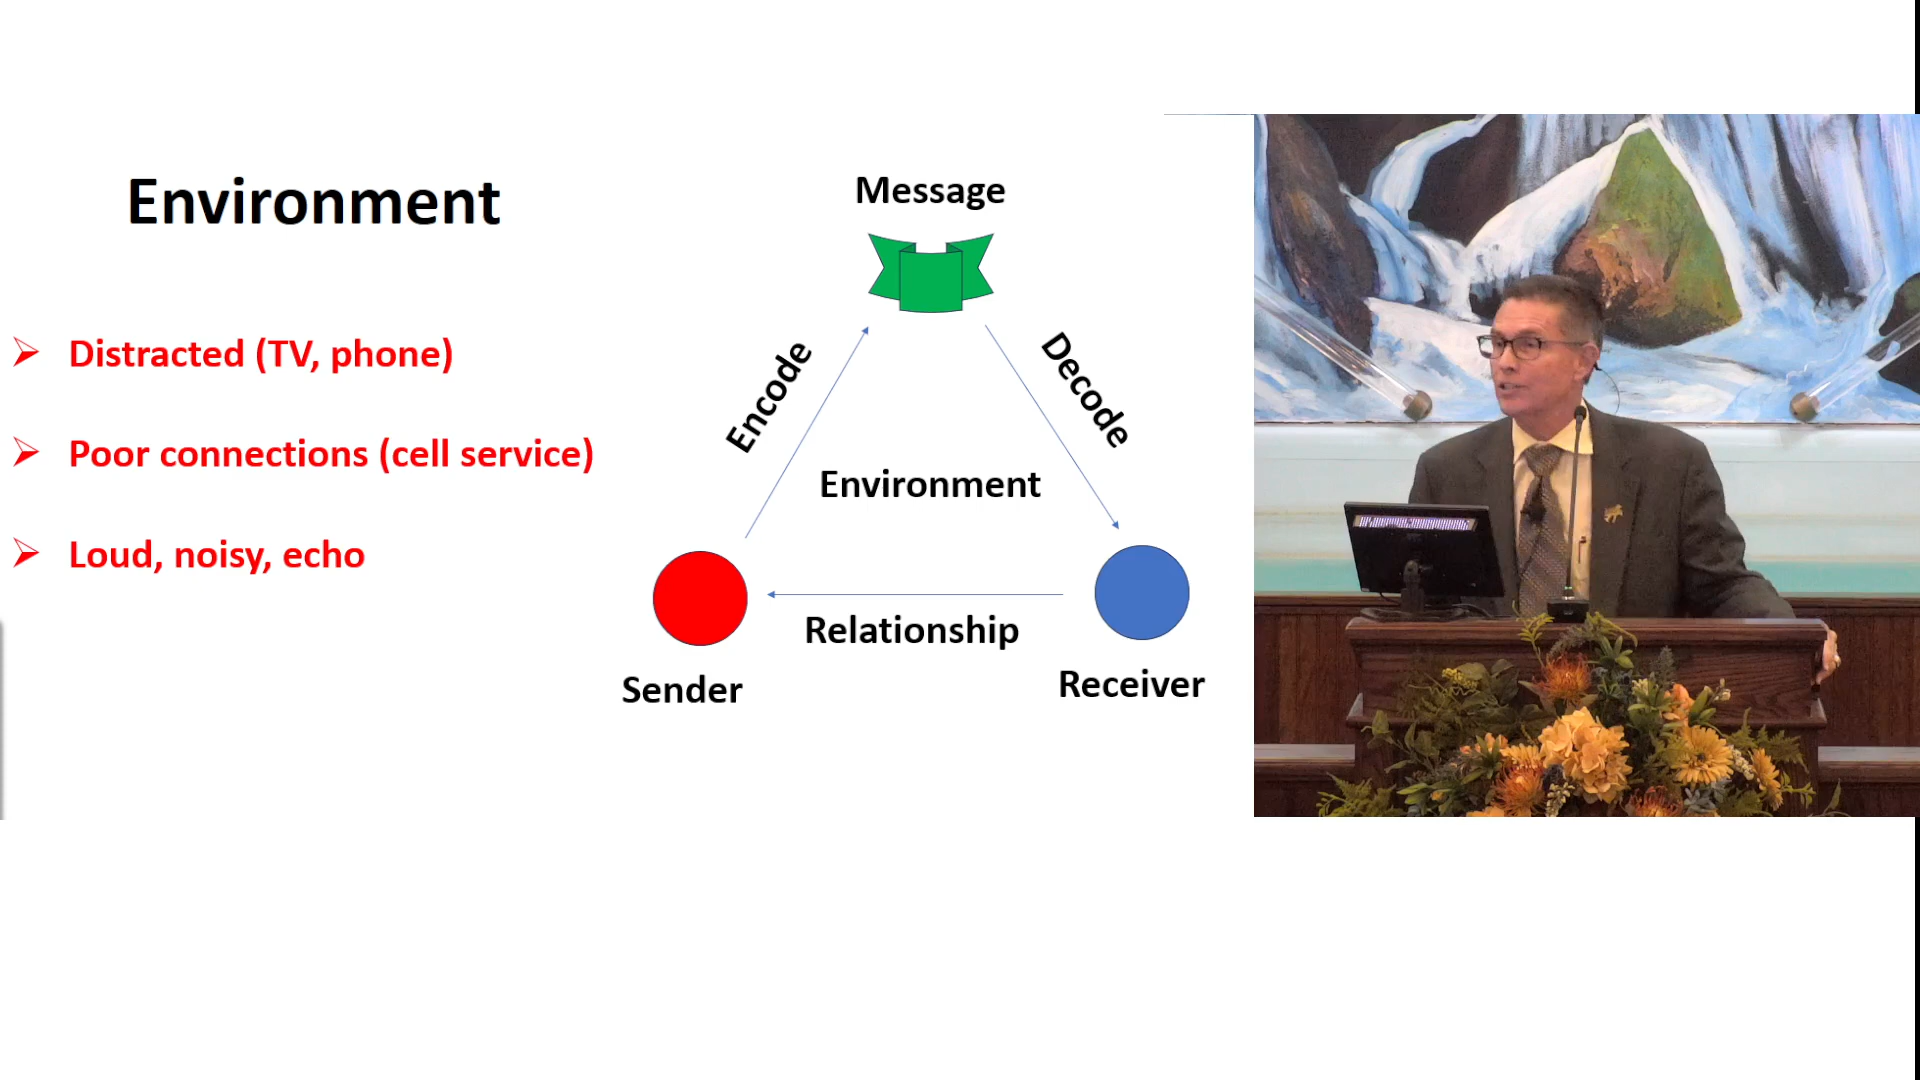 Environment
Distracted (TV, phone)
Poor connections (cell service)
Loud, noisy, echo
Message
Encode
Decode
Environment
Relationship
Sender
Receiver